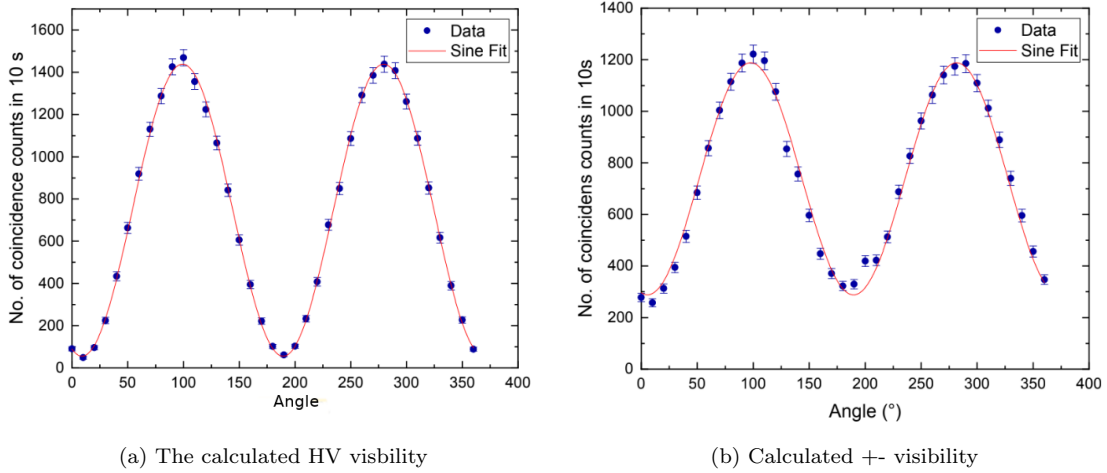 1600
1400
1200
1000
800
600
400
200
0
No. of coincidence counts in 10 s
Data
Sine Fit
0 50 100 150 200 250 300 350 400
Angle
(a) The calculated HV visbility
1400
1200
1000
800
600
400
200
0
No. of coincidens counts in 10s
Data
Sine Fit
0 50 100 150 200 250 300 350 400
Angle (°)
(b) Calculated +- visibility